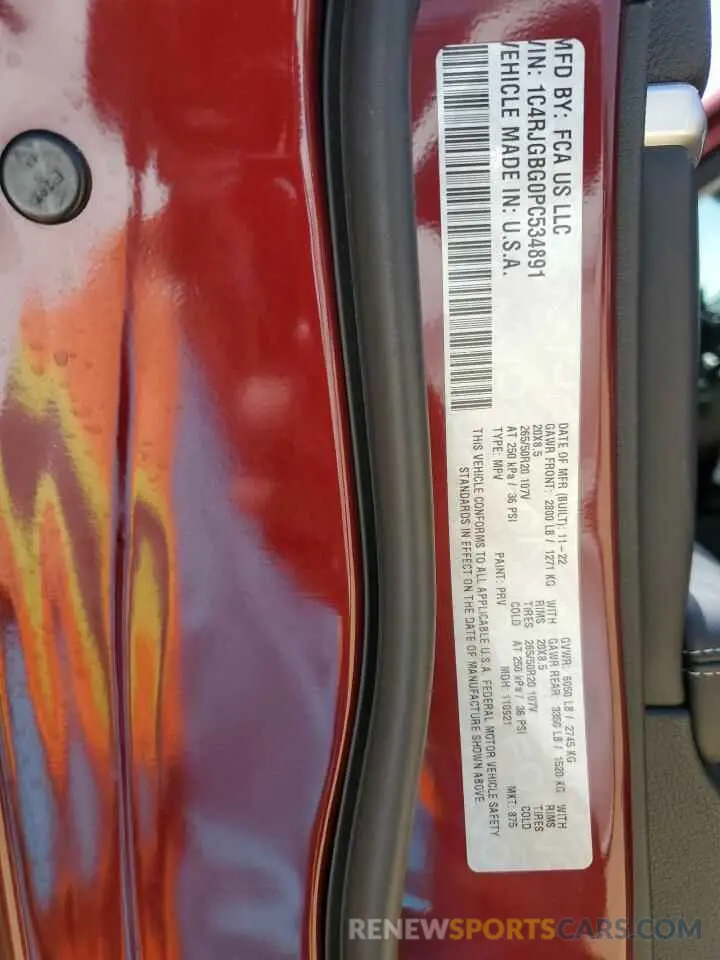 MFD BY: FCA US LLC
VIN: 1C4RJGBG0PC534891
VEHICLE MADE IN: U.S.A.
DATE OF MFR (BUILT): 11-22 GVWR: 6050 LB / 2745 KG
GAWR FRONT: 2800 LB / 1271 KG WITH GAWR REAR: 3350 LB / 1520 KG WITH
20X8.5 RIMS 20X8.5 RIMS
265/50R20 107V TIRES 265/50R20 107V TIRES
AT 250 kPa / 36 PSI COLD AT 250 kPa / 36 PSI COLD
TYPE: MPV PAINT: PRV MDH: 110921 MKT: 875
THIS VEHICLE CONFORMS TO ALL APPLICABLE U.S.A. FEDERAL MOTOR VEHICLE SAFETY
STANDARDS IN EFFECT ON THE DATE OF MANUFACTURE SHOWN ABOVE.
RENEWSPORTSCARS.COM